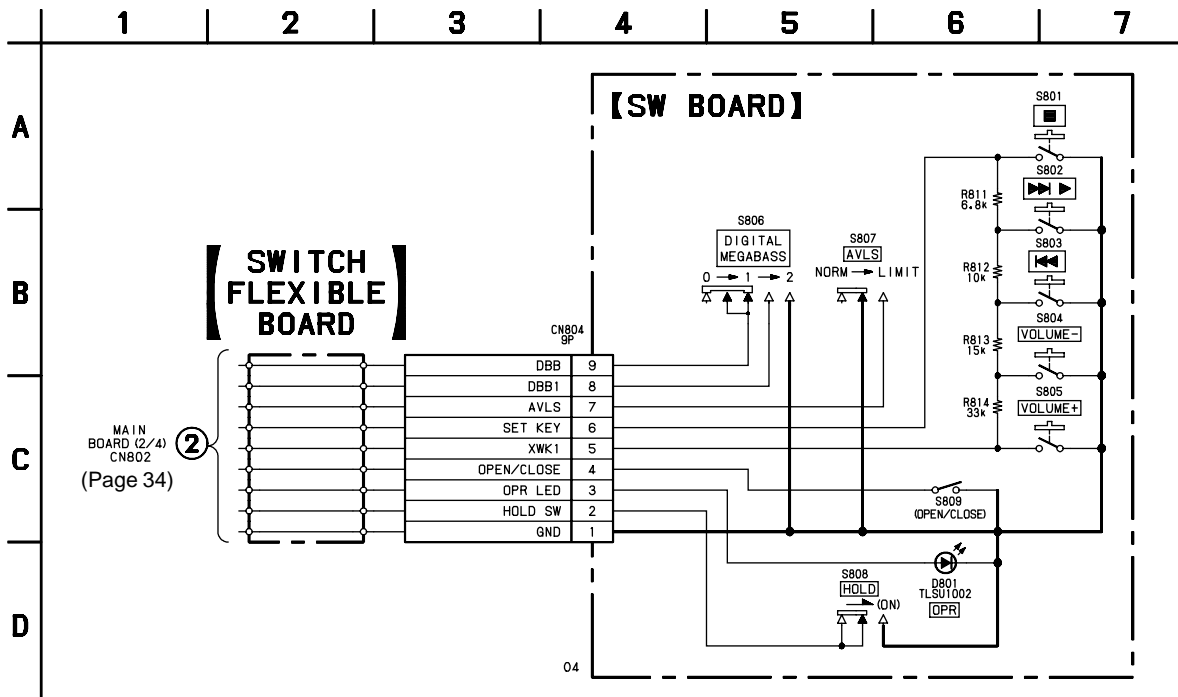 1 2 3 4 5 6 7
A
B
C
D
【SW BOARD】
S801
S802
R811
6.8k
S803
R812
10k
S804
VOLUME-
R813
15k
S805
VOLUME+
R814
33k
S806
DIGITAL
MEGABASS
0 → 1 → 2
S807
AVLS
NORM → LIMIT
【SWITCH
FLEXIBLE
BOARD】
CN804
9P
DBB 9
DBB1 8
AVLS 7
SET KEY 6
XWK1 5
OPEN/CLOSE 4
OPR LED 3
HOLD SW 2
GND 1
MAIN
BOARD (2/4)
CN802
(Page 34)
②
S809
(OPEN/CLOSE)
S808
HOLD
→ (ON)
D801
TLSU1002
OPR
04